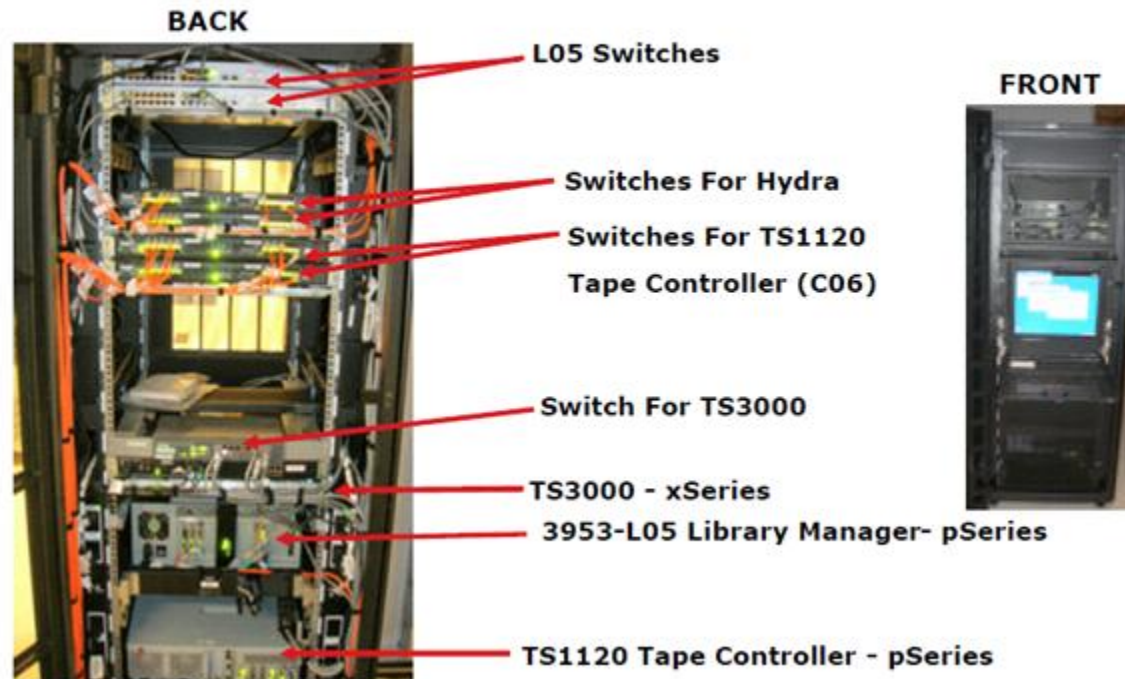 BACK
L05 Switches
FRONT
Switches For Hydra
Switches For TS1120
Tape Controller (C06)
Switch For TS3000
TS3000 - xSeries
3953-L05 Library Manager- pSeries
TS1120 Tape Controller - pSeries